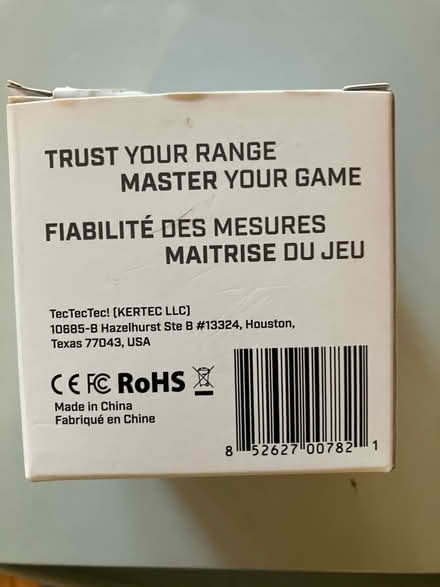 TRUST YOUR RANGE
MASTER YOUR GAME
FIABILITÉ DES MESURES
MAITRISE DU JEU
TecTecTec! (KERTEC LLC)
10685-B Hazelhurst Ste B #13324, Houston,
Texas 77043, USA
CE FC RoHS
Made in China
Fabriqué en Chine
8 52627 00782 1